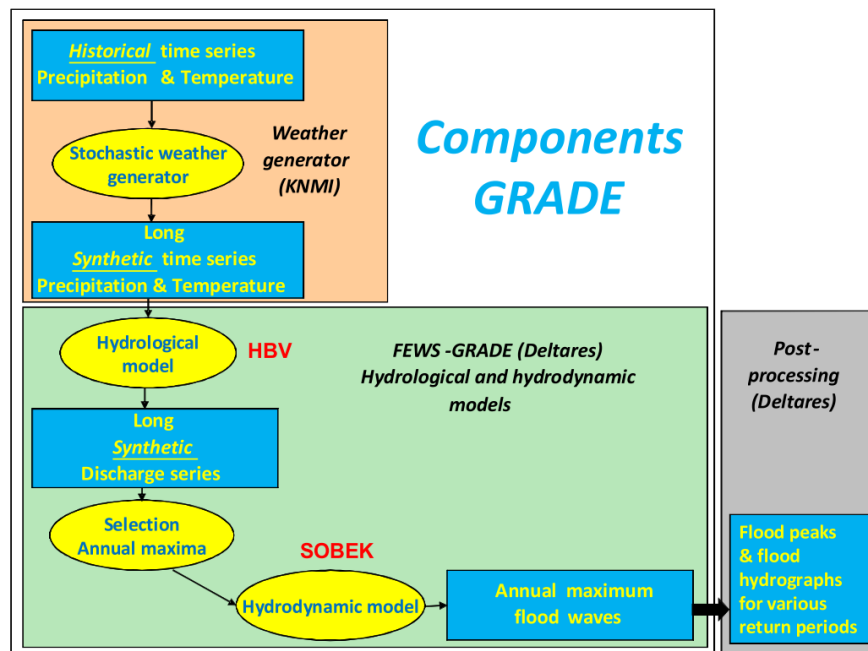 Historical time series
Precipitation & Temperature
Stochastic weather
generator
Weather
generator
(KNMI)
Components
GRADE
Long
Synthetic time series
Precipitation & Temperature
Hydrological
model
HBV
FEWS -GRADE (Deltares)
Hydrological and hydrodynamic
models
Post-
processing
(Deltares)
Long
Synthetic
Discharge series
Selection
Annual maxima
SOBEK
Hydrodynamic model
Annual maximum
flood waves
Flood peaks
& flood
hydrographs
for various
return periods